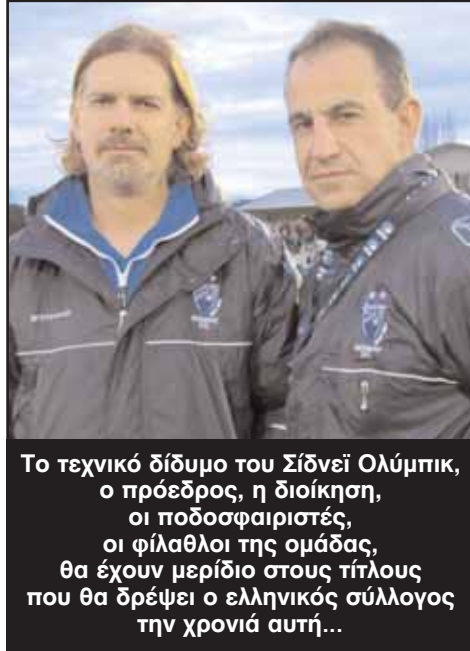 Το τεχνικό δίδυμο του Σίδνεϊ Ολύμπικ,
ο πρόεδρος, η διοίκηση,
οι ποδοσφαιριστές,
οι φίλαθλοι της ομάδας,
θα έχουν μερίδιο στους τίτλους
που θα δρέψει ο ελληνικός σύλλογος
την χρονιά αυτή...